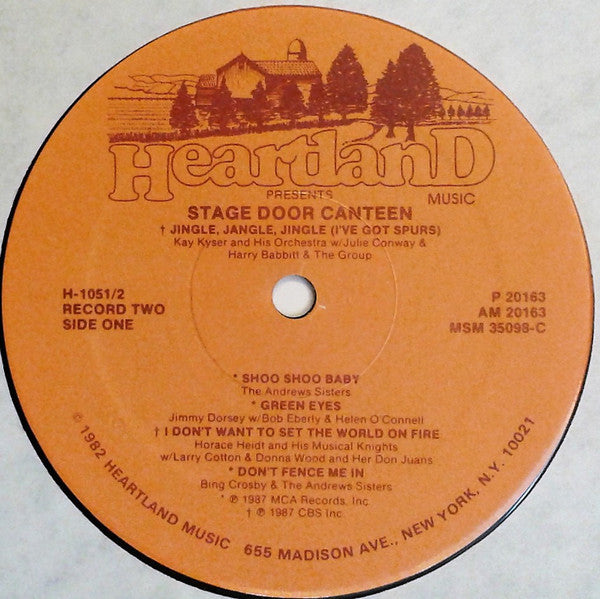 HeartlanD
PRESENTS
MUSIC
STAGE DOOR CANTEEN
† JINGLE, JANGLE, JINGLE (I'VE GOT SPURS)
Kay Kyser and His Orchestra w/Julie Conway &
Harry Babbitt & The Group
H-1051/2
RECORD TWO
SIDE ONE
P 20163
AM 20163
MSM 35098-C
* SHOO SHOO BABY
The Andrews Sisters
* GREEN EYES
Jimmy Dorsey w/Bob Eberly & Helen O'Connell
† I DON'T WANT TO SET THE WORLD ON FIRE
Horace Heidt and His Musical Knights
w/Larry Cotton & Donna Wood and Her Don Juans
* DON'T FENCE ME IN
Bing Crosby & The Andrews Sisters
* ℗ 1987 MCA Records, Inc.
† ℗ 1987 CBS Inc.
© 1982 HEARTLAND MUSIC 655 MADISON AVE., NEW YORK, N.Y. 10021